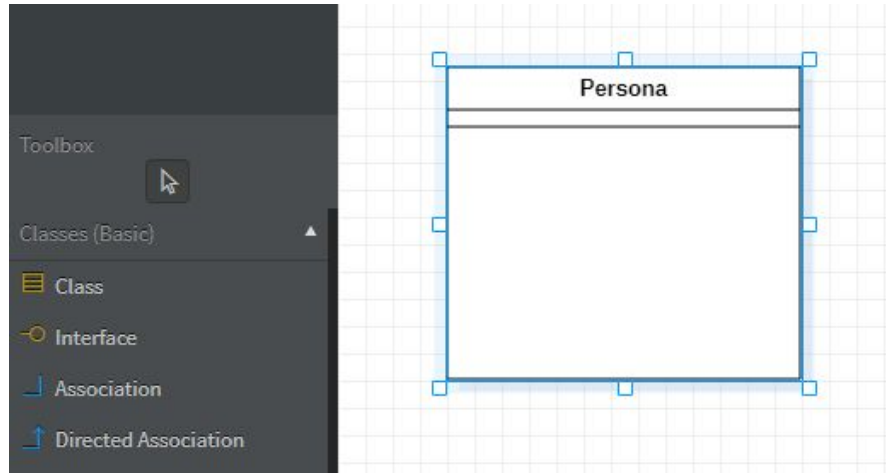 Toolbox
Classes (Basic)
Class
Interface
Association
Directed Association
Persona